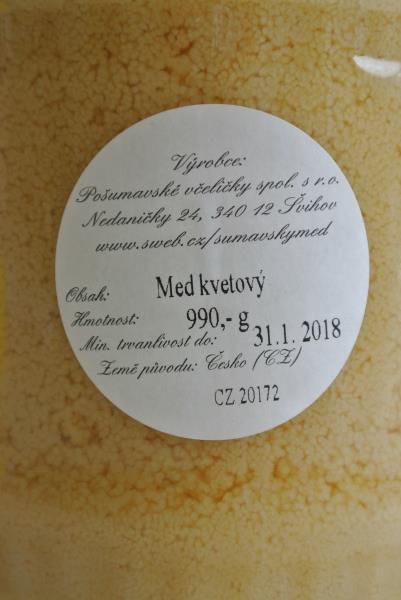 Výrobce:
Pošumavské včeličky spol. s r.o.
Nedaničky 24, 340 12 Švihov
www.sweb.cz/sumavskymed
Obsah: Med kvetový
Hmotnost: 990,- g
Min. trvanlivost do: 31.1. 2018
Země původu: Česko (CZ)
CZ 20172